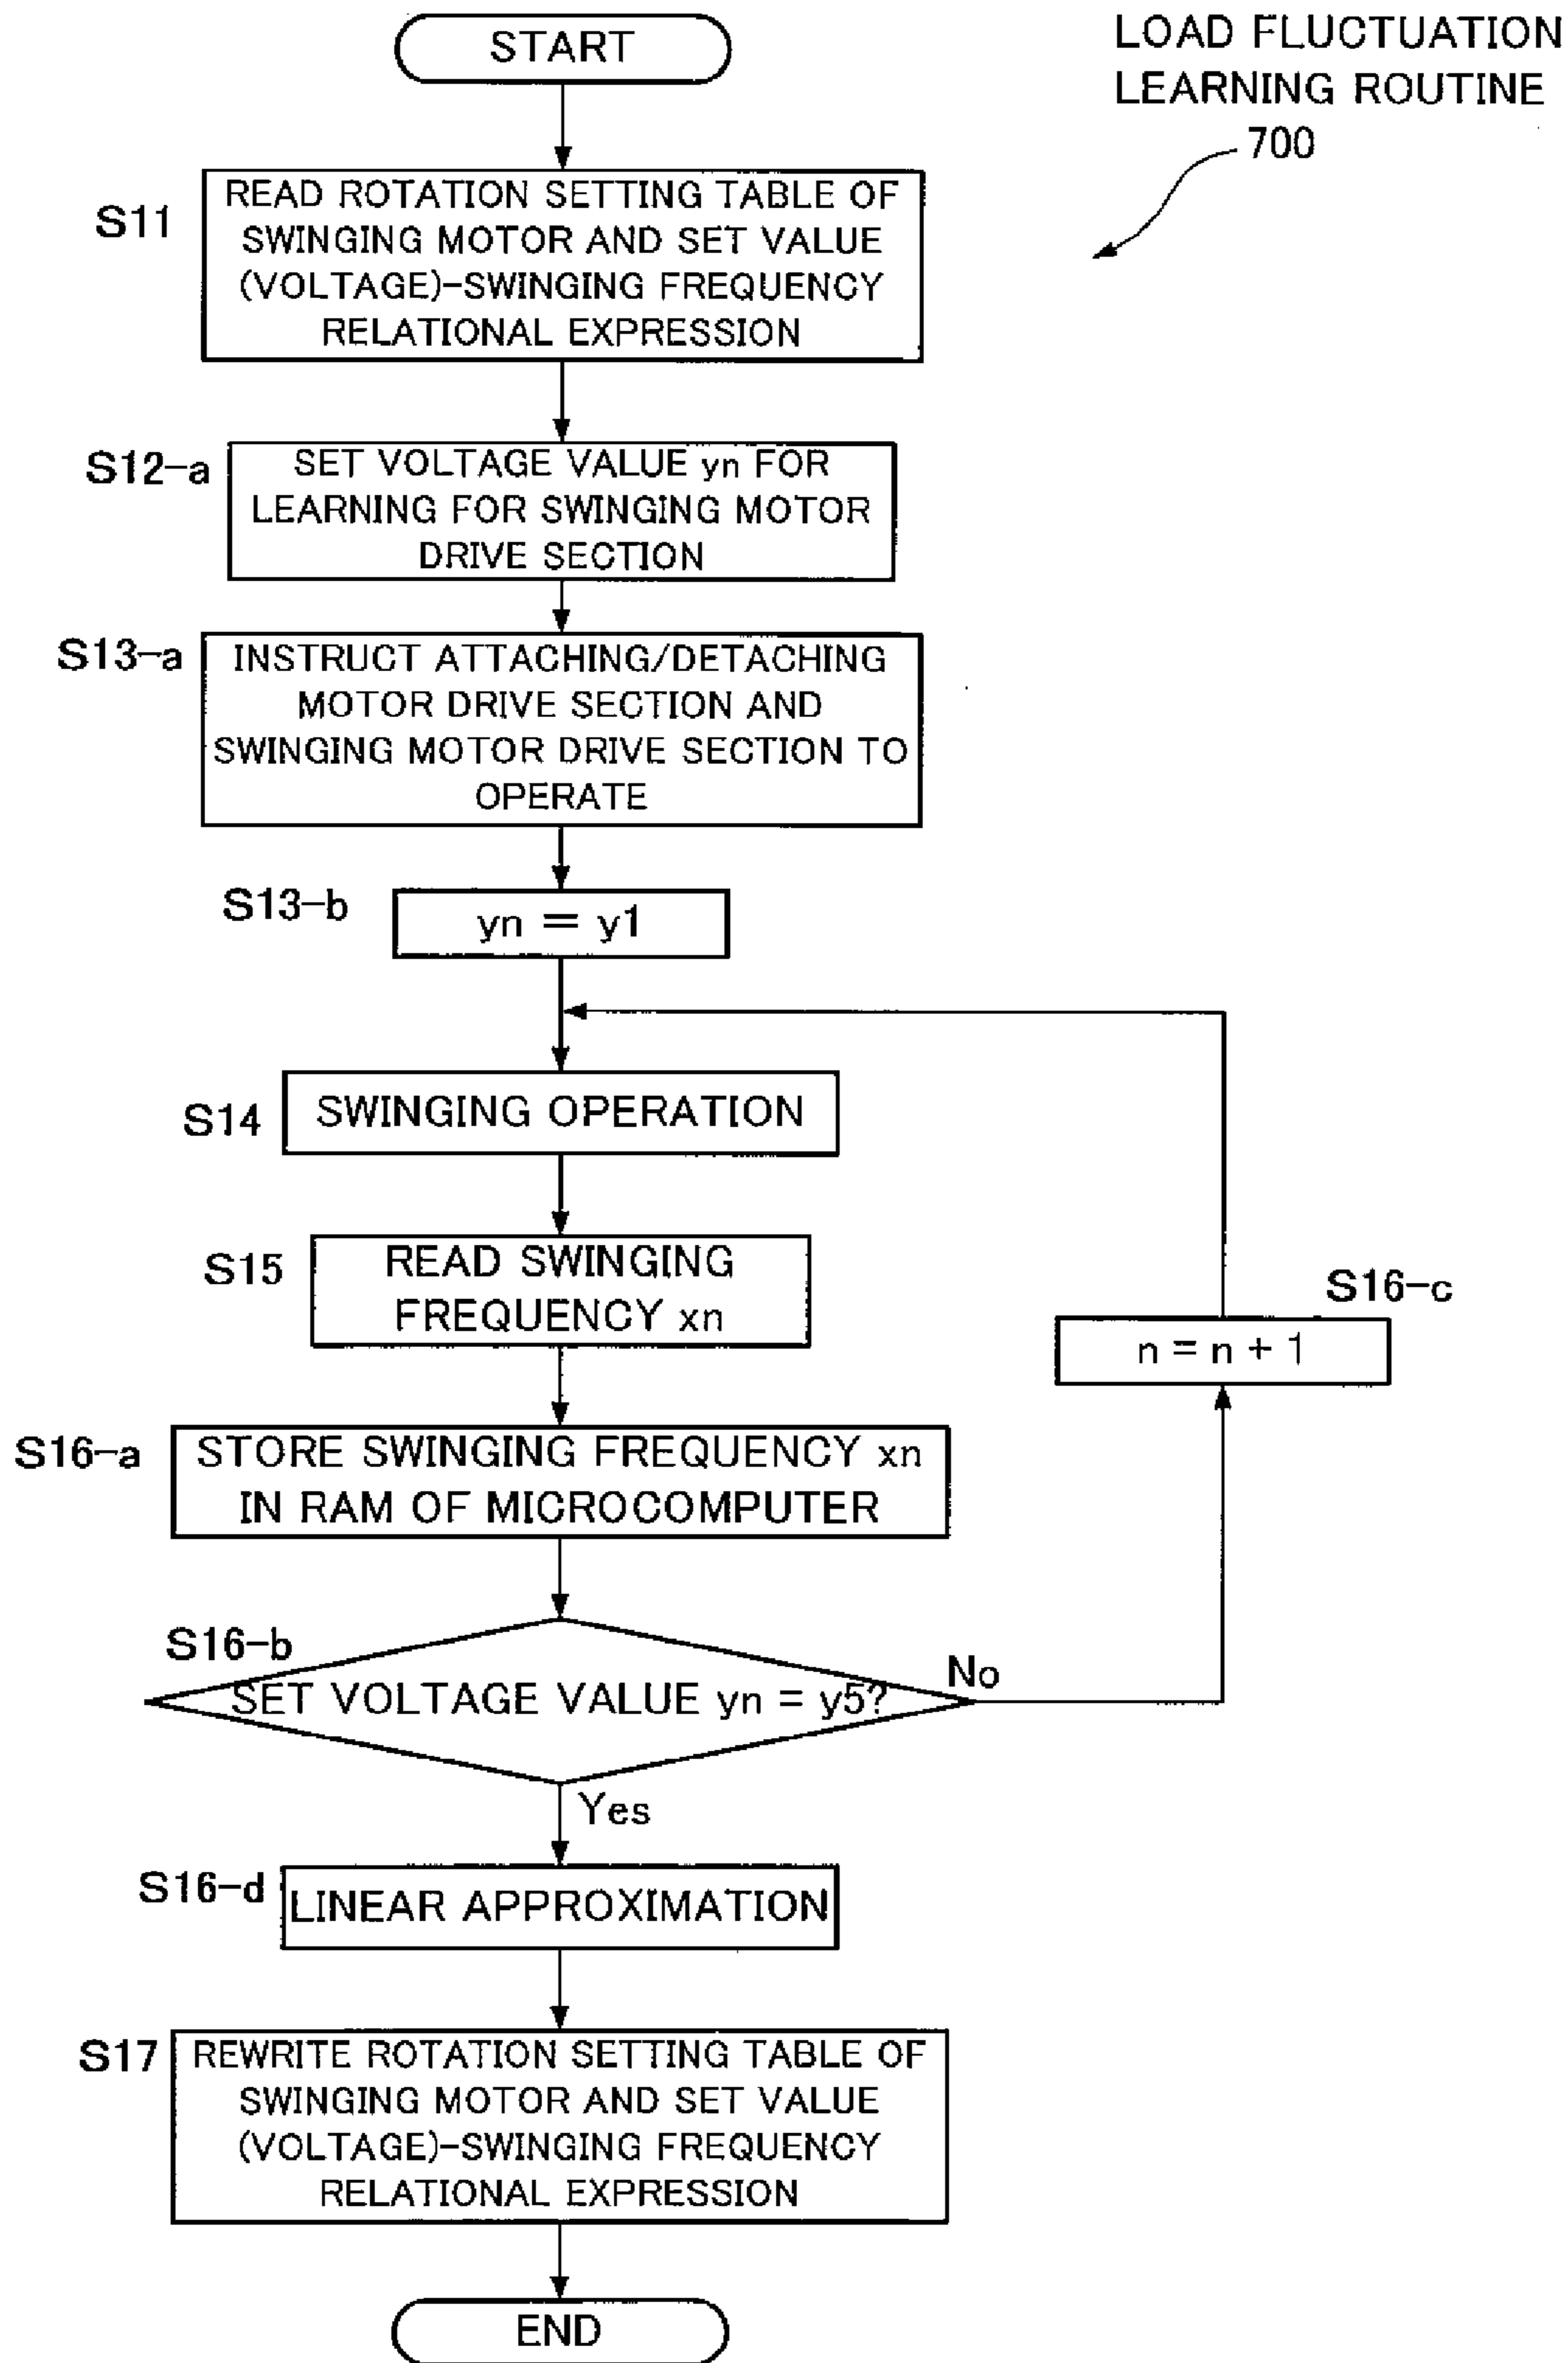 START
LOAD FLUCTUATION
LEARNING ROUTINE
700
S11
READ ROTATION SETTING TABLE OF
SWINGING MOTOR AND SET VALUE
(VOLTAGE)-SWINGING FREQUENCY
RELATIONAL EXPRESSION
S12-a
SET VOLTAGE VALUE yn FOR
LEARNING FOR SWINGING MOTOR
DRIVE SECTION
S13-a
INSTRUCT ATTACHING/DETACHING
MOTOR DRIVE SECTION AND
SWINGING MOTOR DRIVE SECTION TO
OPERATE
S13-b
yn = y1
S14
SWINGING OPERATION
S15
READ SWINGING
FREQUENCY xn
S16-c
n = n + 1
S16-a
STORE SWINGING FREQUENCY xn
IN RAM OF MICROCOMPUTER
S16-b
SET VOLTAGE VALUE yn = y5?
No
Yes
S16-d
LINEAR APPROXIMATION
S17
REWRITE ROTATION SETTING TABLE OF
SWINGING MOTOR AND SET VALUE
(VOLTAGE)-SWINGING FREQUENCY
RELATIONAL EXPRESSION
END